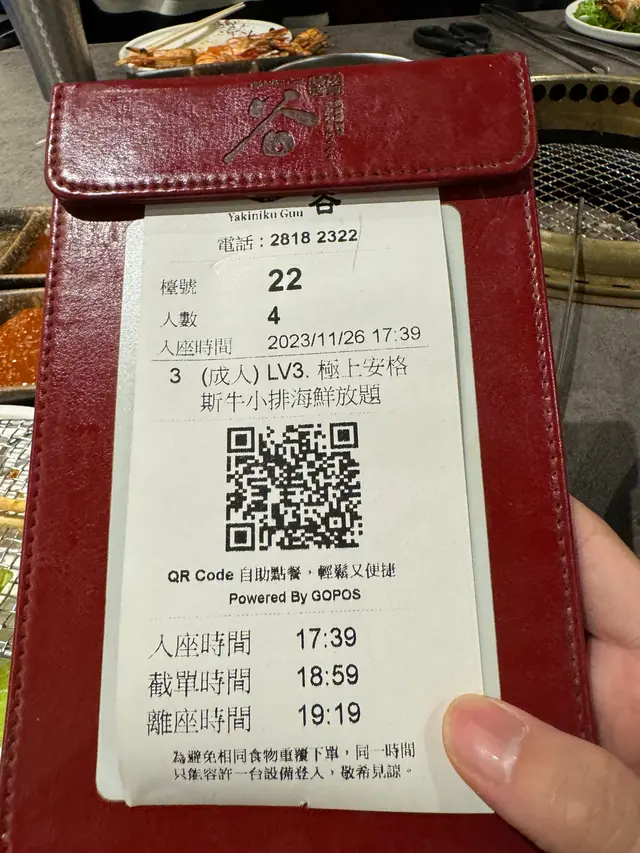 谷
谷
Yakiniku Guu
電話：2818 2322
檯號 22
人數 4
入座時間 2023/11/26 17:39
3 (成人) LV3. 極上安格
斯牛小排海鮮放題
QR Code 自助點餐，輕鬆又便捷
Powered By GOPOS
入座時間 17:39
截單時間 18:59
離座時間 19:19
為避免相同食物重覆下單，同一時間
只能容許一台設備登入，敬希見諒。